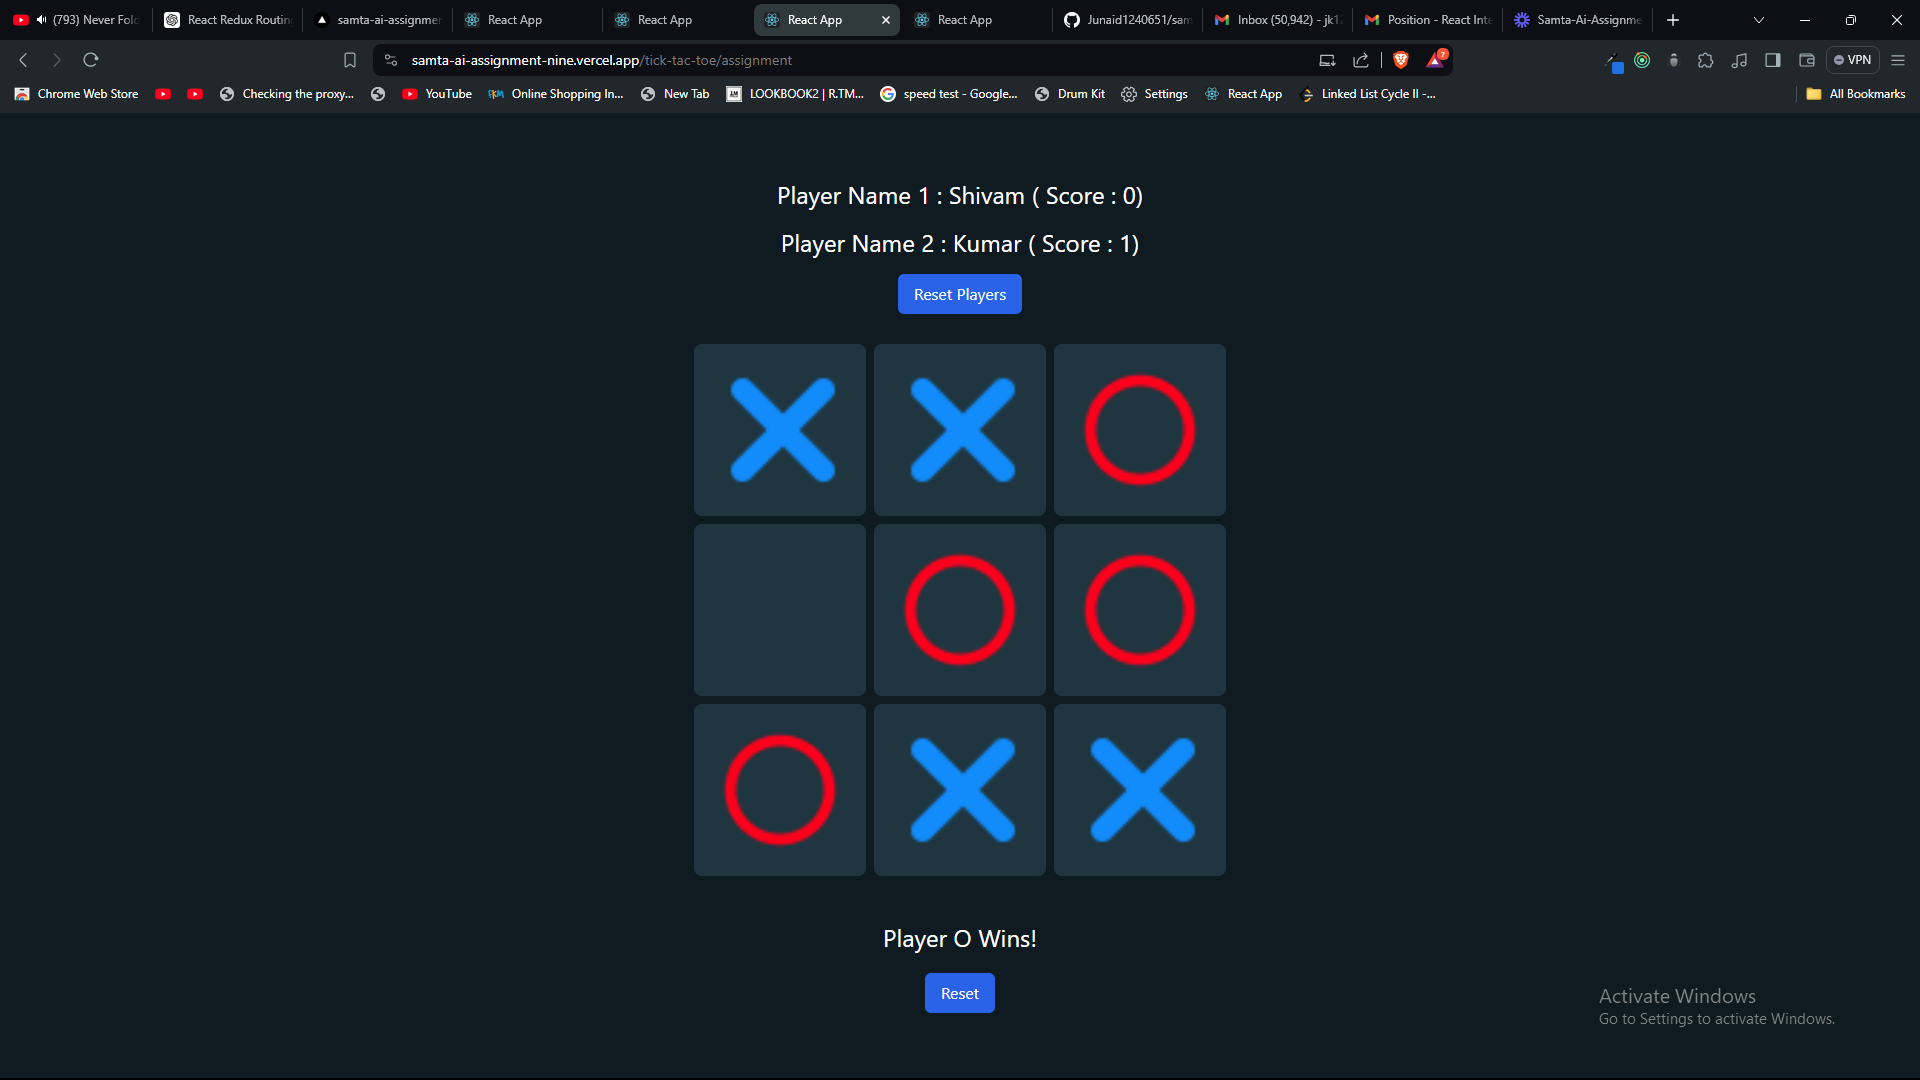 (793) Never Fol
React Redux Routin
samta-ai-assignmen
React App
React App
React App
React App
Junaid1240651/sam
Inbox (50,942) - jk1
Position - React Inte
Samta-Ai-Assignme
samta-ai-assignment-nine.vercel.app/tick-tac-toe/assignment
7
VPN
Chrome Web Store
Checking the proxy...
YouTube
Online Shopping In...
New Tab
LOOKBOOK2 | R.TM...
speed test - Google...
Drum Kit
Settings
React App
Linked List Cycle II -...
All Bookmarks
Player Name 1 : Shivam ( Score : 0)
Player Name 2 : Kumar ( Score : 1)
Reset Players
Player O Wins!
Reset
Activate Windows
Go to Settings to activate Windows.